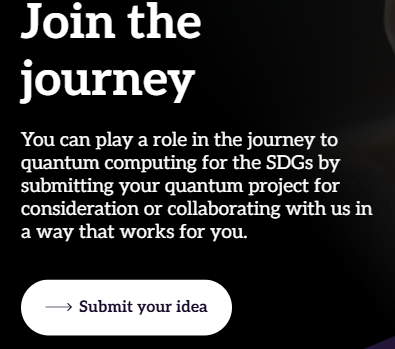 Join the
journey
You can play a role in the journey to
quantum computing for the SDGs by
submitting your quantum project for
consideration or collaborating with us in
a way that works for you.
Submit your idea